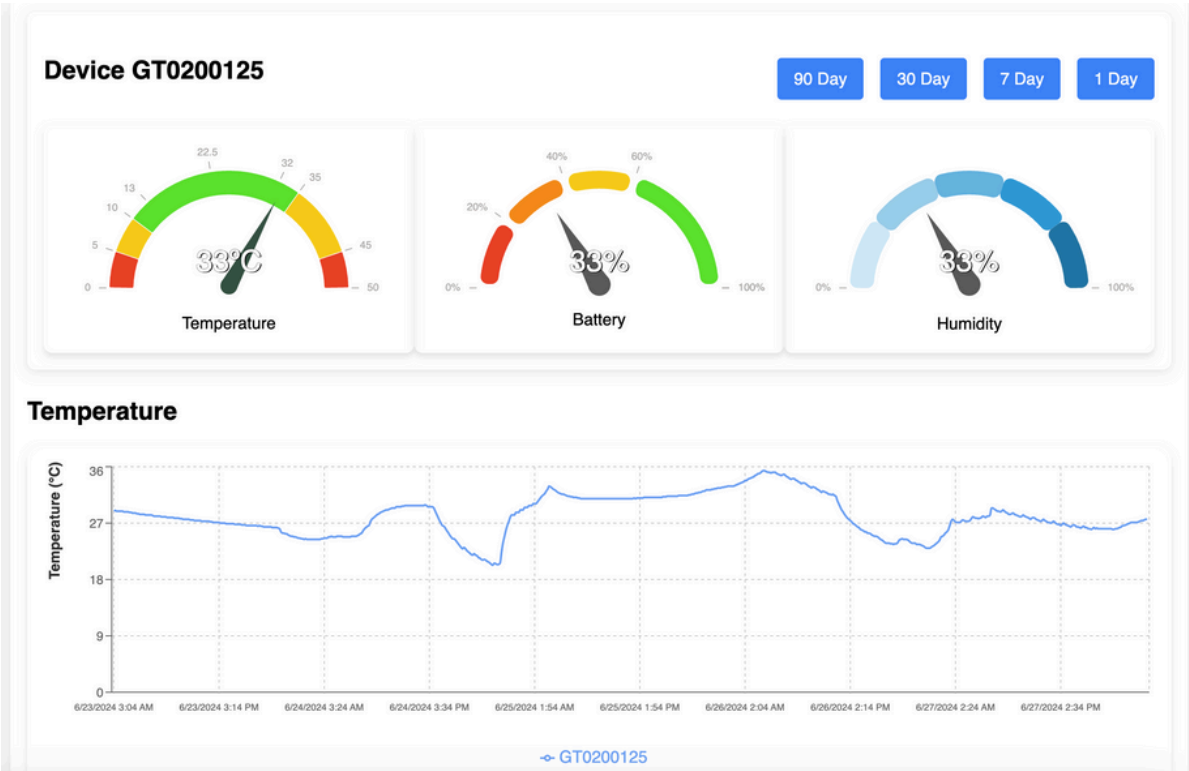 Device GT0200125
90 Day 30 Day 7 Day 1 Day
0 5 10 13 22.5 32 35 45 50
33°C
Temperature
0% 20% 40% 60% 100%
33%
Battery
0% 100%
33%
Humidity
Temperature
Temperature (°C)
36
27
18
9
0
6/23/2024 3:04 AM 6/23/2024 3:14 PM 6/24/2024 3:24 AM 6/24/2024 3:34 PM 6/25/2024 1:54 AM 6/25/2024 1:54 PM 6/26/2024 2:04 AM 6/26/2024 2:14 PM 6/27/2024 2:24 AM 6/27/2024 2:34 PM
GT0200125